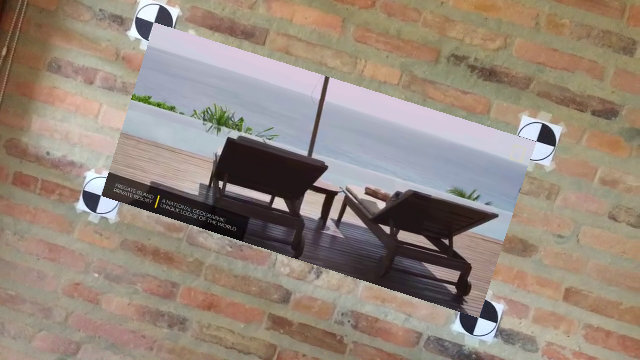 FREGATE ISLAND
PRIVATE RESORT
A NATIONAL GEOGRAPHIC
UNIQUE LODGE OF THE WORLD